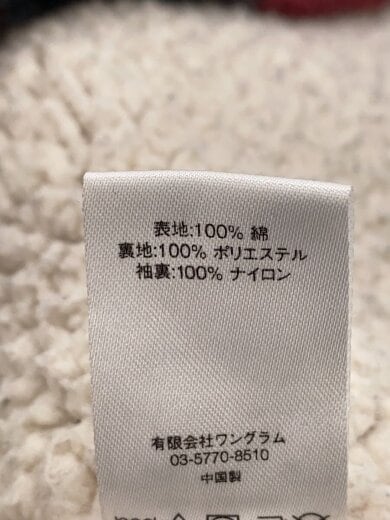 表地:100% 綿
裏地:100% ポリエステル
袖裏:100% ナイロン
有限会社ワングラム
03-5770-8510
中国製